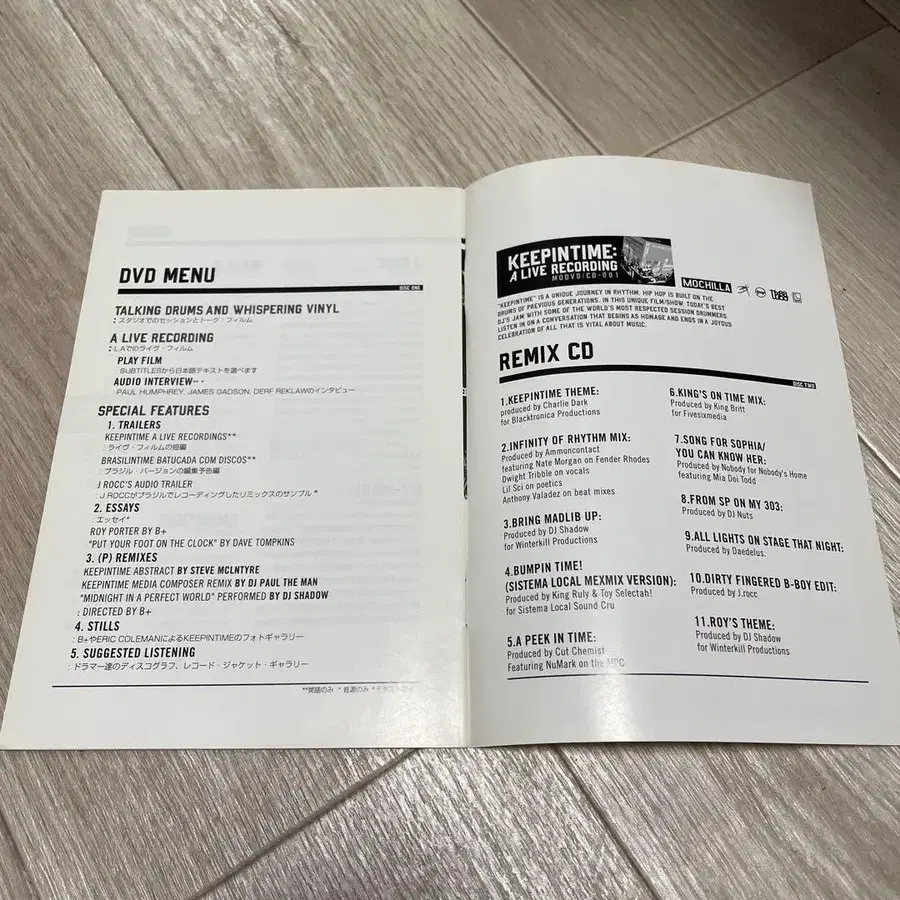 DVD MENU
DISC ONE
TALKING DRUMS AND WHISPERING VINYL
: スタジオでのセッションとトーク・フィルム
A LIVE RECORDING
: LAでのライヴ・フィルム
PLAY FILM
: SUBTITLESから日本語テキストを選べます
AUDIO INTERVIEW
: PAUL HUMPHREY, JAMES GADSON, DERF REKLAWのインタビュー
SPECIAL FEATURES
1. TRAILERS
KEEPINTIME A LIVE RECORDINGS**
: ライヴ・フィルムの短編
BRASILINTIME BATUCADA COM DISCOS**
: ブラジル・バージョンの編集予告編
J ROCC'S AUDIO TRAILER
: J ROCCがブラジルでレコーディングしたリミックスのサンプル *
2. ESSAYS
: エッセイ*
ROY PORTER BY B+
"PUT YOUR FOOT ON THE CLOCK" BY DAVE TOMPKINS
3. (P) REMIXES
KEEPINTIME ABSTRACT BY STEVE MCLNTYRE
KEEPINTIME MEDIA COMPOSER REMIX BY DJ PAUL THE MAN
"MIDNIGHT IN A PERFECT WORLD" PERFORMED BY DJ SHADOW
: DIRECTED BY B+
4. STILLS
: B+やERIC COLEMANによるKEEPINTIMEのフォトギャラリー
5. SUGGESTED LISTENING
: ドラマー達のディスコグラフ、レコード・ジャケット・ギャラリー
**英語のみ * 音源のみ
KEEPINTIME:
A LIVE RECORDING
MODVD/CD-001
MOCHILLA
"KEEPINTIME" IS A UNIQUE JOURNEY IN RHYTHM. HIP HOP IS BUILT ON THE
DRUMS OF PREVIOUS GENERATIONS. IN THIS UNIQUE FILM/SHOW, TODAY'S BEST
DJ'S JAM WITH SOME OF THE WORLD'S MOST RESPECTED SESSION DRUMMERS.
LISTEN IN ON A CONVERSATION THAT BEGINS AS HOMAGE AND ENDS IN A JOYOUS
CELEBRATION OF ALL THAT IS VITAL ABOUT MUSIC.
REMIX CD
DISC TWO
1.KEEPINTIME THEME:
produced by Charlie Dark
for Blacktronica Productions
2.INFINITY OF RHYTHM MIX:
Produced by Ammoncontact
featuring Nate Morgan on Fender Rhodes
Dwight Tribble on vocals
Lil Sci on poetics
Anthony Valadez on beat mixes
3.BRING MADLIB UP:
Produced by DJ Shadow
for Winterkill Productions
4.BUMPIN TIME!
(SISTEMA LOCAL MEXMIX VERSION):
Produced by King Ruly & Toy Selectah!
for Sistema Local Sound Cru
5.A PEEK IN TIME:
Produced by Cut Chemist
Featuring NuMark on the MPC
6.KING'S ON TIME MIX:
Produced by King Britt
for Fivesixmedia
7.SONG FOR SOPHIA/
YOU CAN KNOW HER:
Produced by Nobody for Nobody's Home
featuring Mia Doi Todd
8.FROM SP ON MY 303:
Produced by DJ Nuts
9.ALL LIGHTS ON STAGE THAT NIGHT:
Produced by Daedelus.
10.DIRTY FINGERED B-BOY EDIT:
Produced by J.rocc
11.ROY'S THEME:
Produced by DJ Shadow
for Winterkill Productions